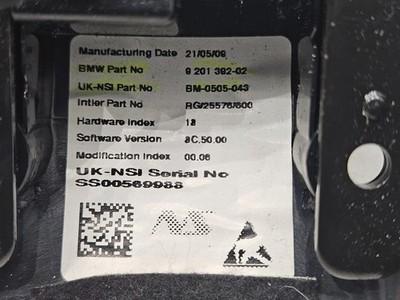 Manufacturing Date 21/05/09
BMW Part No 9 201 392-02
UK-NSI Part No BM-0505-043
Intier Part No RG/25576/600
Hardware Index 18
Software Version 8C.50.00
Modification Index 00.06
UK-NSI Serial No
SS00569988